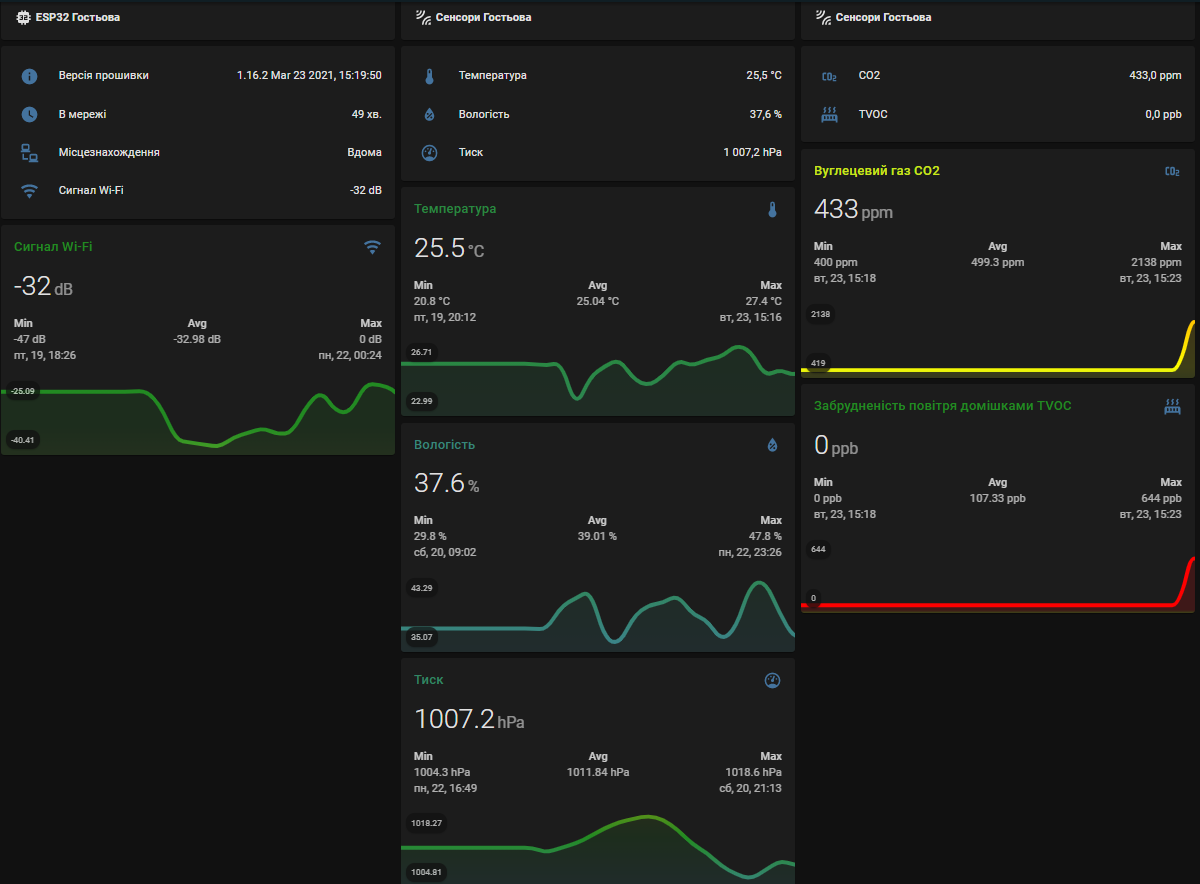 ESP32 Гостьова
Версія прошивки 1.16.2 Mar 23 2021, 15:19:50
В мережі 49 хв.
Місцезнаходження Вдома
Сигнал Wi-Fi -32 dB
Сигнал Wi-Fi
-32 dB
Min Avg Max
-47 dB -32.98 dB 0 dB
пт, 19, 18:26 пн, 22, 00:24
-25.09
-40.41
Сенсори Гостьова
Температура 25,5 °C
Вологість 37,6 %
Тиск 1 007,2 hPa
Температура
25.5 °C
Min Avg Max
20.8 °C 25.04 °C 27.4 °C
пт, 19, 20:12 вт, 23, 15:16
26.71
22.99
Вологість
37.6 %
Min Avg Max
29.8 % 39.01 % 47.8 %
сб, 20, 09:02 пн, 22, 23:26
43.29
35.07
Тиск
1007.2 hPa
Min Avg Max
1004.3 hPa 1011.84 hPa 1018.6 hPa
пн, 22, 16:49 сб, 20, 21:13
1018.27
1004.81
Сенсори Гостьова
CO2 CO2 433,0 ppm
TVOC 0,0 ppb
Вуглецевий газ CO2 CO2
433 ppm
Min Avg Max
400 ppm 499.3 ppm 2138 ppm
вт, 23, 15:18 вт, 23, 15:23
2138
419
Забрудненість повітря домішками TVOC
0 ppb
Min Avg Max
0 ppb 107.33 ppb 644 ppb
вт, 23, 15:18 вт, 23, 15:23
644
0